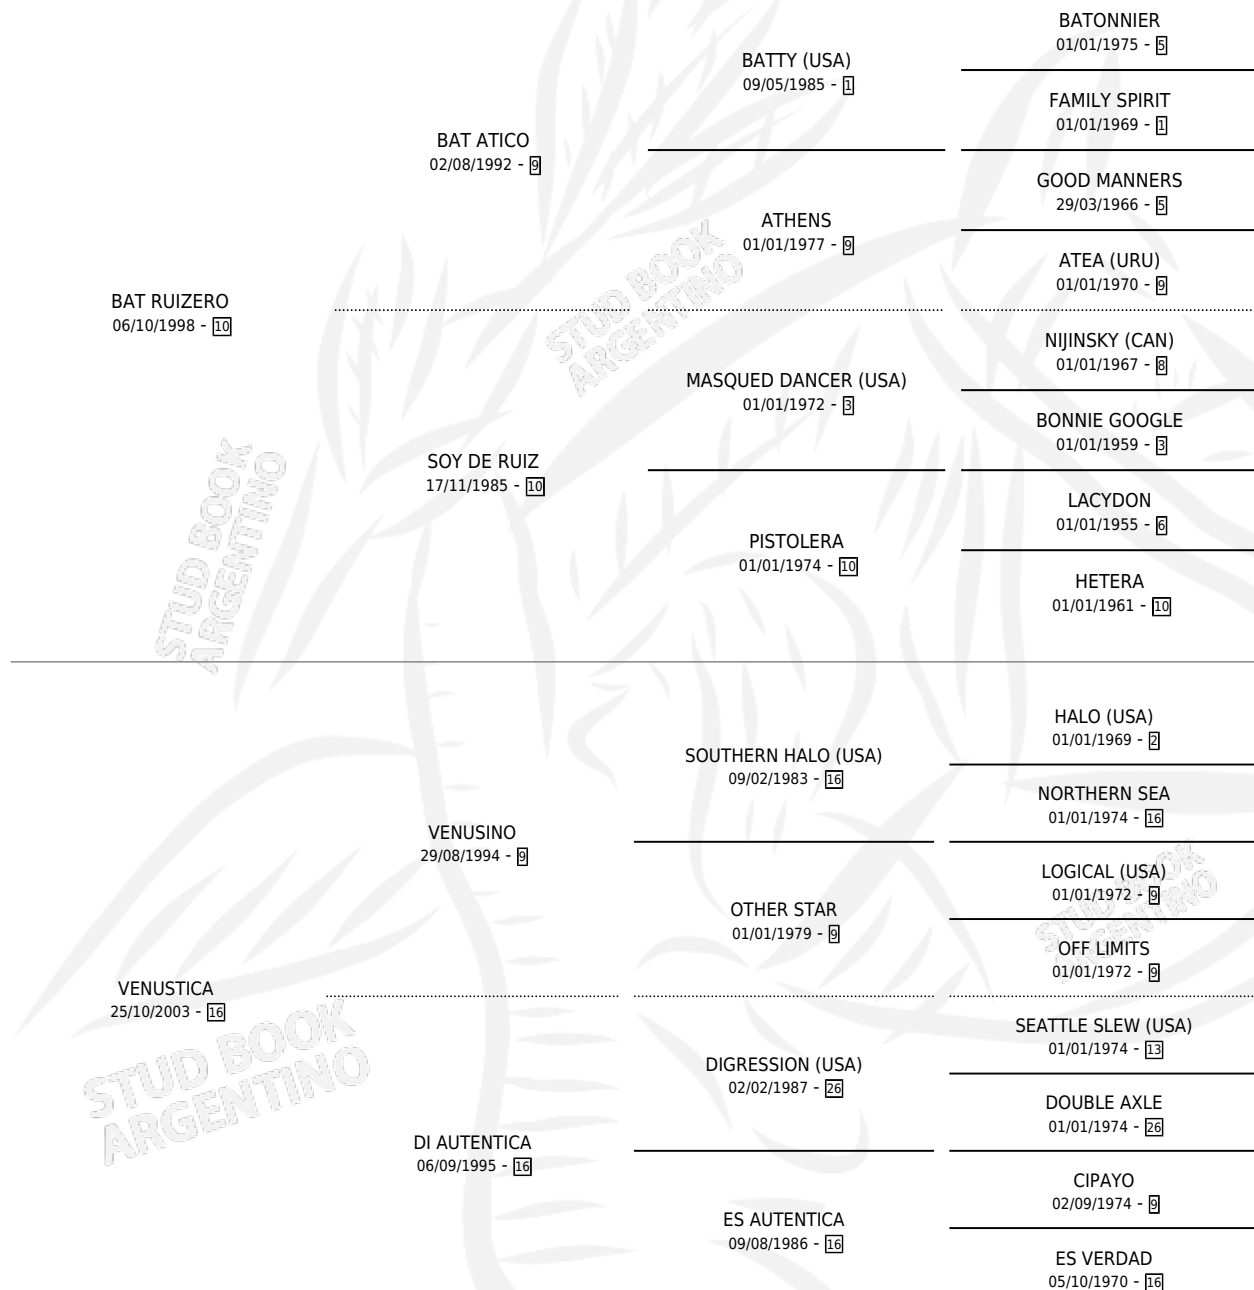 BATONNIER
01/01/1975 - 5
BATTY (USA)
09/05/1985 - 1
FAMILY SPIRIT
01/01/1969 - 1
BAT ATICO
02/08/1992 - 9
GOOD MANNERS
29/03/1966 - 5
ATHENS
01/01/1977 - 9
ATEA (URU)
01/01/1970 - 9
BAT RUIZERO
06/10/1998 - 10
NIJINSKY (CAN)
01/01/1967 - 8
MASQUED DANCER (USA)
01/01/1972 - 3
BONNIE GOOGLE
01/01/1959 - 3
SOY DE RUIZ
17/11/1985 - 10
LACYDON
01/01/1955 - 6
PISTOLERA
01/01/1974 - 10
HETERA
01/01/1961 - 10
HALO (USA)
01/01/1969 - 2
SOUTHERN HALO (USA)
09/02/1983 - 16
NORTHERN SEA
01/01/1974 - 16
VENUSINO
29/08/1994 - 9
LOGICAL (USA)
01/01/1972 - 9
OTHER STAR
01/01/1979 - 9
OFF LIMITS
01/01/1972 - 9
VENUSTICA
25/10/2003 - 16
SEATTLE SLEW (USA)
01/01/1974 - 13
DIGRESSION (USA)
02/02/1987 - 26
DOUBLE AXLE
01/01/1974 - 26
DI AUTENTICA
06/09/1995 - 16
CIPAYO
02/09/1974 - 9
ES AUTENTICA
09/08/1986 - 16
ES VERDAD
05/10/1970 - 16
STUD BOOK
ARGENTINO
STUD BOOK
ARGENTINO
STUD BOOK
ARGENTINO
STUD BOOK
ARGENTINO